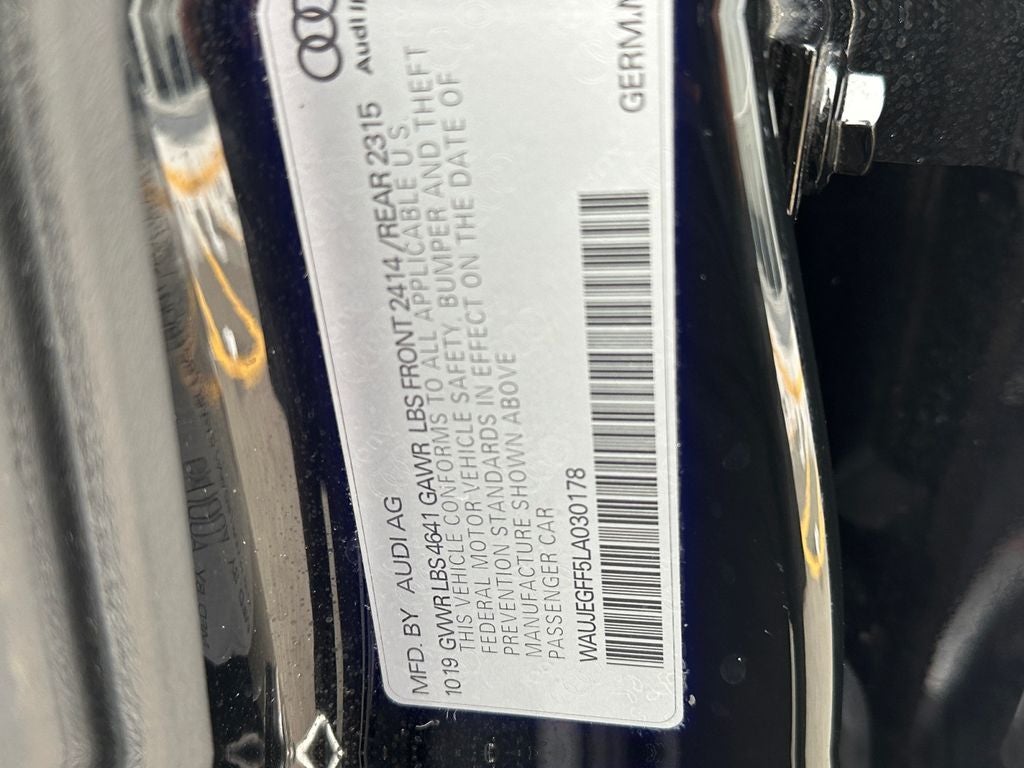 MFD. BY AUDI AG
1019 GVWR LBS 4641 GAWR LBS FRONT 2414/REAR 2315
THIS VEHICLE CONFORMS TO ALL APPLICABLE U.S.
FEDERAL MOTOR VEHICLE SAFETY, BUMPER AND THEFT
PREVENTION STANDARDS IN EFFECT ON THE DATE OF
MANUFACTURE SHOWN ABOVE
PASSENGER CAR
WAUJEGFF5LA030178
Audi
GERM.